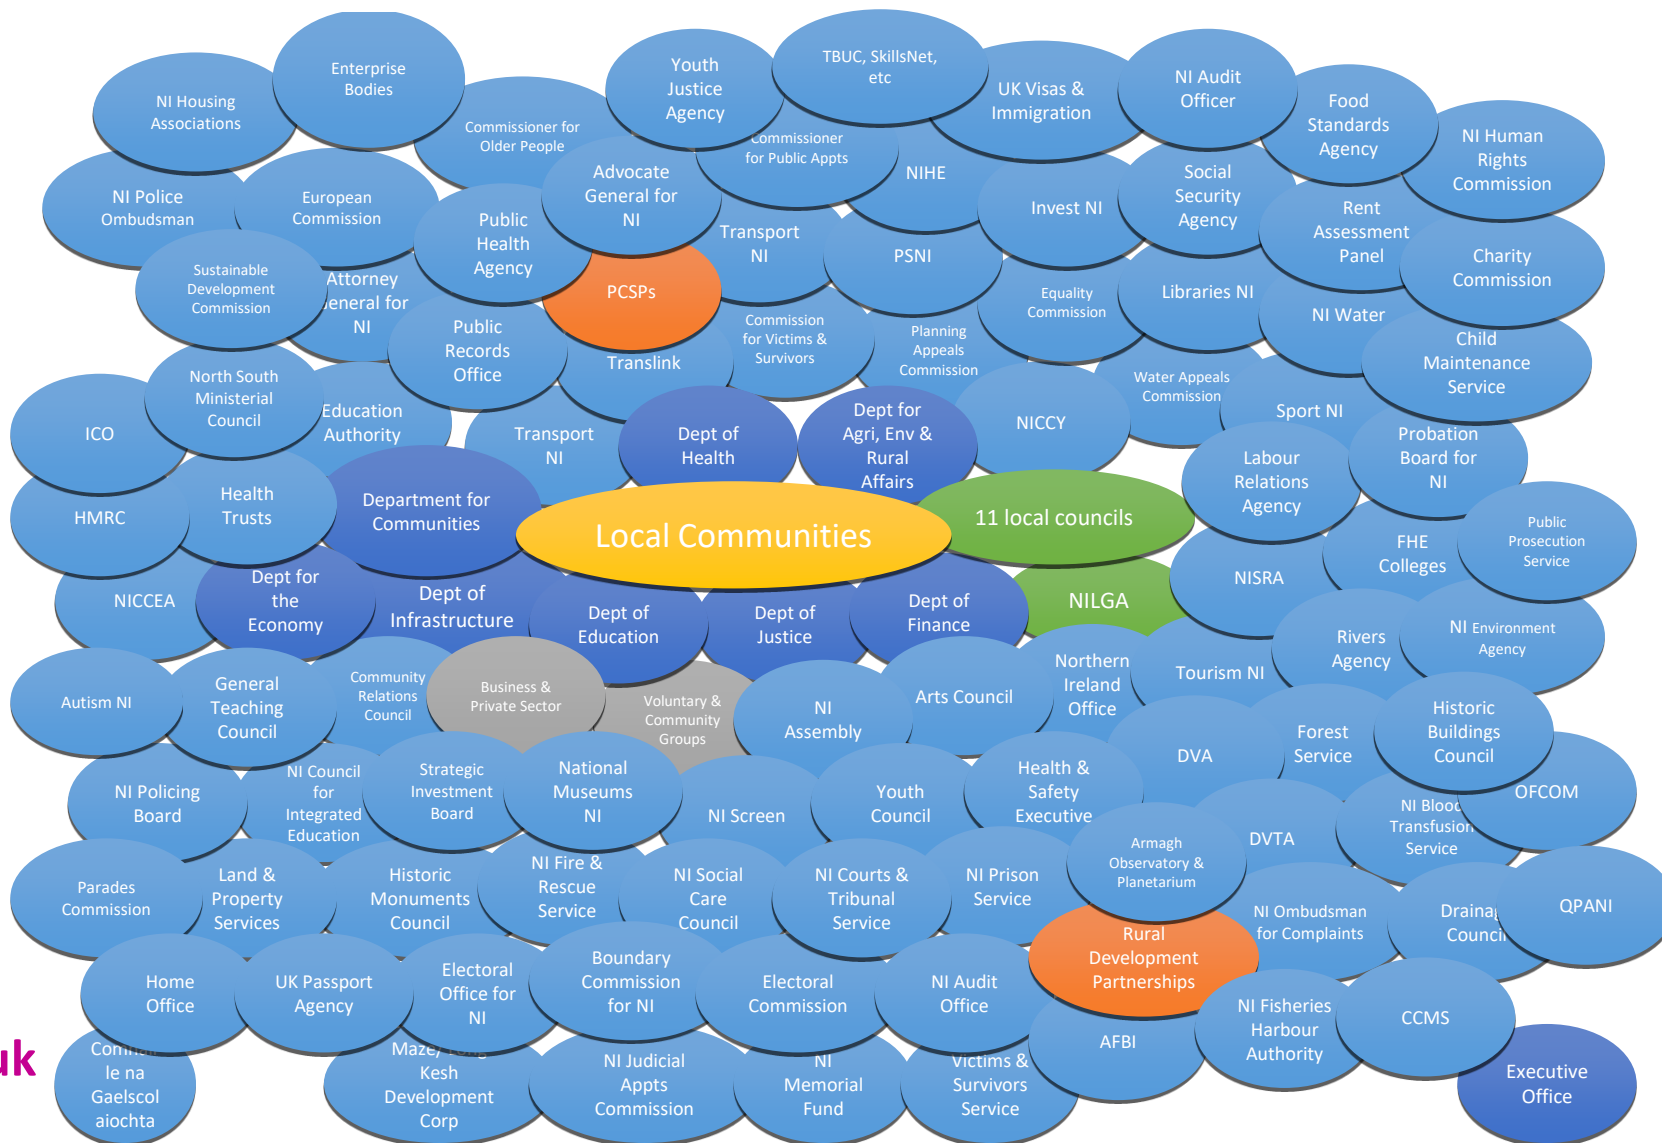 Enterprise
Bodies
NI Housing
Associations
Commissioner for
Older People
Youth
Justice
Agency
TBUC, SkillsNet,
etc
UK Visas &
Immigration
NI Audit
Officer
Food
Standards
Agency
NI Human
Rights
Commission
NI Police
Ombudsman
European
Commission
Public
Health
Agency
Advocate
General for
NI
Commissioner
for Public Appts
NIHE
Invest NI
Social
Security
Agency
Rent
Assessment
Panel
Charity
Commission
Sustainable
Development
Commission
Attorney
General for
NI
Public
Records
Office
PCSPs
Transport
NI
PSNI
Equality
Commission
Libraries NI
NI Water
Child
Maintenance
Service
North South
Ministerial
Council
Translink
Commission
for Victims &
Survivors
Planning
Appeals
Commission
Water Appeals
Commission
Sport NI
ICO
Education
Authority
Transport
NI
Dept of
Health
Dept for
Agri, Env &
Rural
Affairs
NICCY
Labour
Relations
Agency
Probation
Board for
NI
HMRC
Health
Trusts
Department for
Communities
Local Communities
11 local councils
FHE
Colleges
Public
Prosecution
Service
NICCEA
Dept for
the
Economy
Dept of
Infrastructure
Dept of
Education
Dept of
Justice
Dept of
Finance
NILGA
NISRA
Rivers
Agency
NI Environment
Agency
Autism NI
General
Teaching
Council
Community
Relations
Council
Business &
Private Sector
Voluntary &
Community
Groups
NI
Assembly
Arts Council
Northern
Ireland
Office
Tourism NI
DVA
Forest
Service
Historic
Buildings
Council
NI Policing
Board
NI Council
for
Integrated
Education
Strategic
Investment
Board
National
Museums
NI
NI Screen
Youth
Council
Health &
Safety
Executive
Armagh
Observatory &
Planetarium
DVTA
NI Blood
Transfusion
Service
OFCOM
Parades
Commission
Land &
Property
Services
Historic
Monuments
Council
NI Fire &
Rescue
Service
NI Social
Care
Council
NI Courts &
Tribunal
Service
NI Prison
Service
Rural
Development
Partnerships
NI Ombudsman
for Complaints
Drainage
Council
QPANI
Home
Office
UK Passport
Agency
Electoral
Office for
NI
Boundary
Commission
for NI
Electoral
Commission
NI Audit
Office
AFBI
NI Fisheries
Harbour
Authority
CCMS
Executive
Office
uk
le na
Gaelscol
aiochta
Maze/ Long
Kesh
Development
Corp
NI Judicial
Appts
Commission
NI
Memorial
Fund
Victims &
Survivors
Service